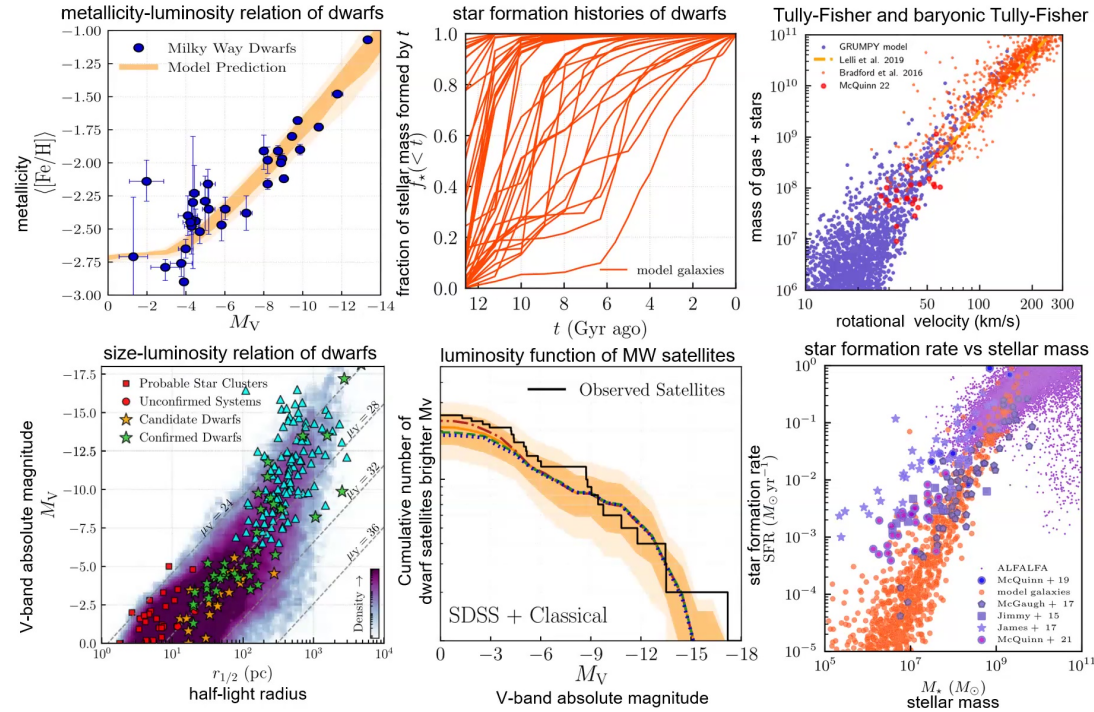 metallicity-luminosity relation of dwarfs
−1.00
−1.25
−1.50
−1.75
−2.00
−2.25
−2.50
−2.75
−3.00
metallicity
⟨[Fe/H]⟩
Milky Way Dwarfs
Model Prediction
0 −2 −4 −6 −8 −10 −12 −14
M_V
star formation histories of dwarfs
1.0
0.8
0.6
0.4
0.2
0.0
fraction of stellar mass formed by t
f⋆(< t)
model galaxies
12 10 8 6 4 2 0
t (Gyr ago)
Tully-Fisher and baryonic Tully-Fisher
10^11
10^10
10^9
10^8
10^7
10^6
mass of gas + stars
GRUMPY model
Lelli et al. 2019
Bradford et al. 2016
McQuinn 22
10 50 100 200 300
rotational velocity (km/s)
size-luminosity relation of dwarfs
−17.5
−15.0
−12.5
−10.0
−7.5
−5.0
−2.5
0.0
V-band absolute magnitude
M_V
Probable Star Clusters
Unconfirmed Systems
Candidate Dwarfs
Confirmed Dwarfs
μ_V = 24
μ_V = 28
μ_V = 32
μ_V = 36
Density →
10^0 10^1 10^2 10^3 10^4
r_1/2 (pc)
half-light radius
luminosity function of MW satellites
Cumulative number of
dwarf satellites brighter Mv
Observed Satellites
SDSS + Classical
0 −3 −6 −9 −12 −15 −18
M_V
V-band absolute magnitude
star formation rate vs stellar mass
10^0
10^−1
10^−2
10^−3
10^−4
10^−5
star formation rate
SFR (M⊙ yr^−1)
ALFALFA
McQuinn + 19
model galaxies
McGaugh + 17
Jimmy + 15
James + 17
McQuinn + 21
10^5 10^7 10^9 10^11
M⋆ (M⊙)
stellar mass